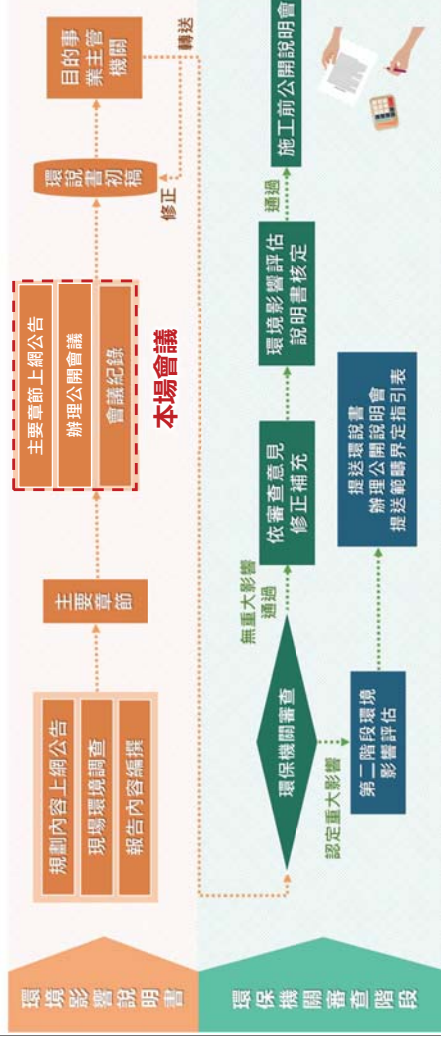 環境影響說明書
規劃內容上網公告
現場環境調查
報告內容編撰
主要
章節
主要章節上網公告
辦理公開會議
會議紀錄
本場會議
環
說
書
初
稿
修正
目的事
業主管
機關
轉送
環保機關審查階段
環保機關審查
無重大影響
通過
認定重大影響
依審查意見
修正補充
環境影響評估
說明書核定
通過
施工前公開說明會
第二階段環境
影響評估
提送環說書
辦理公開說明會
提送範疇界定指引表